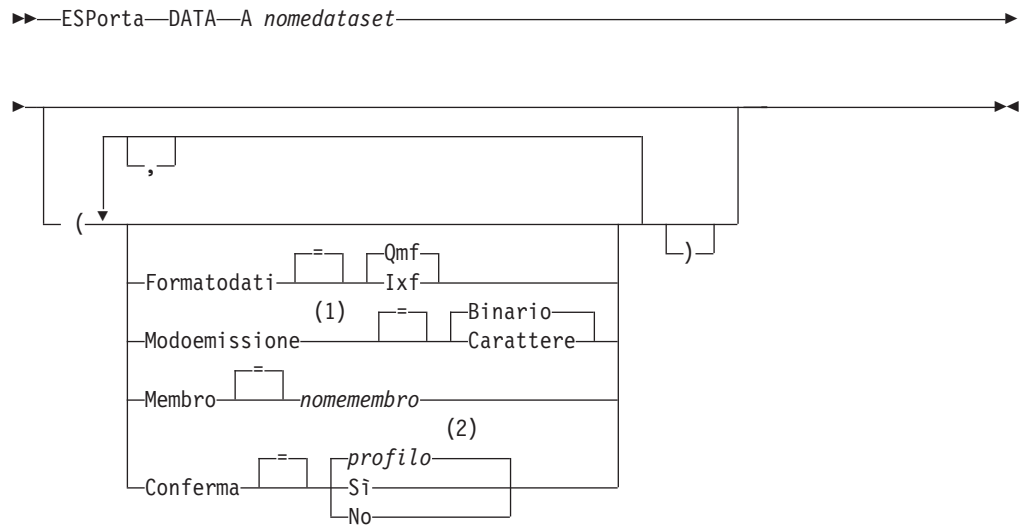 ESPorta DATA A nomedataset
,
(
)
= Qmf
Formatodati Ixf
(1)
= Binario
Modoemissione Carattere
=
Membro nomemembro
(2)
= profilo
Conferma Sì
No